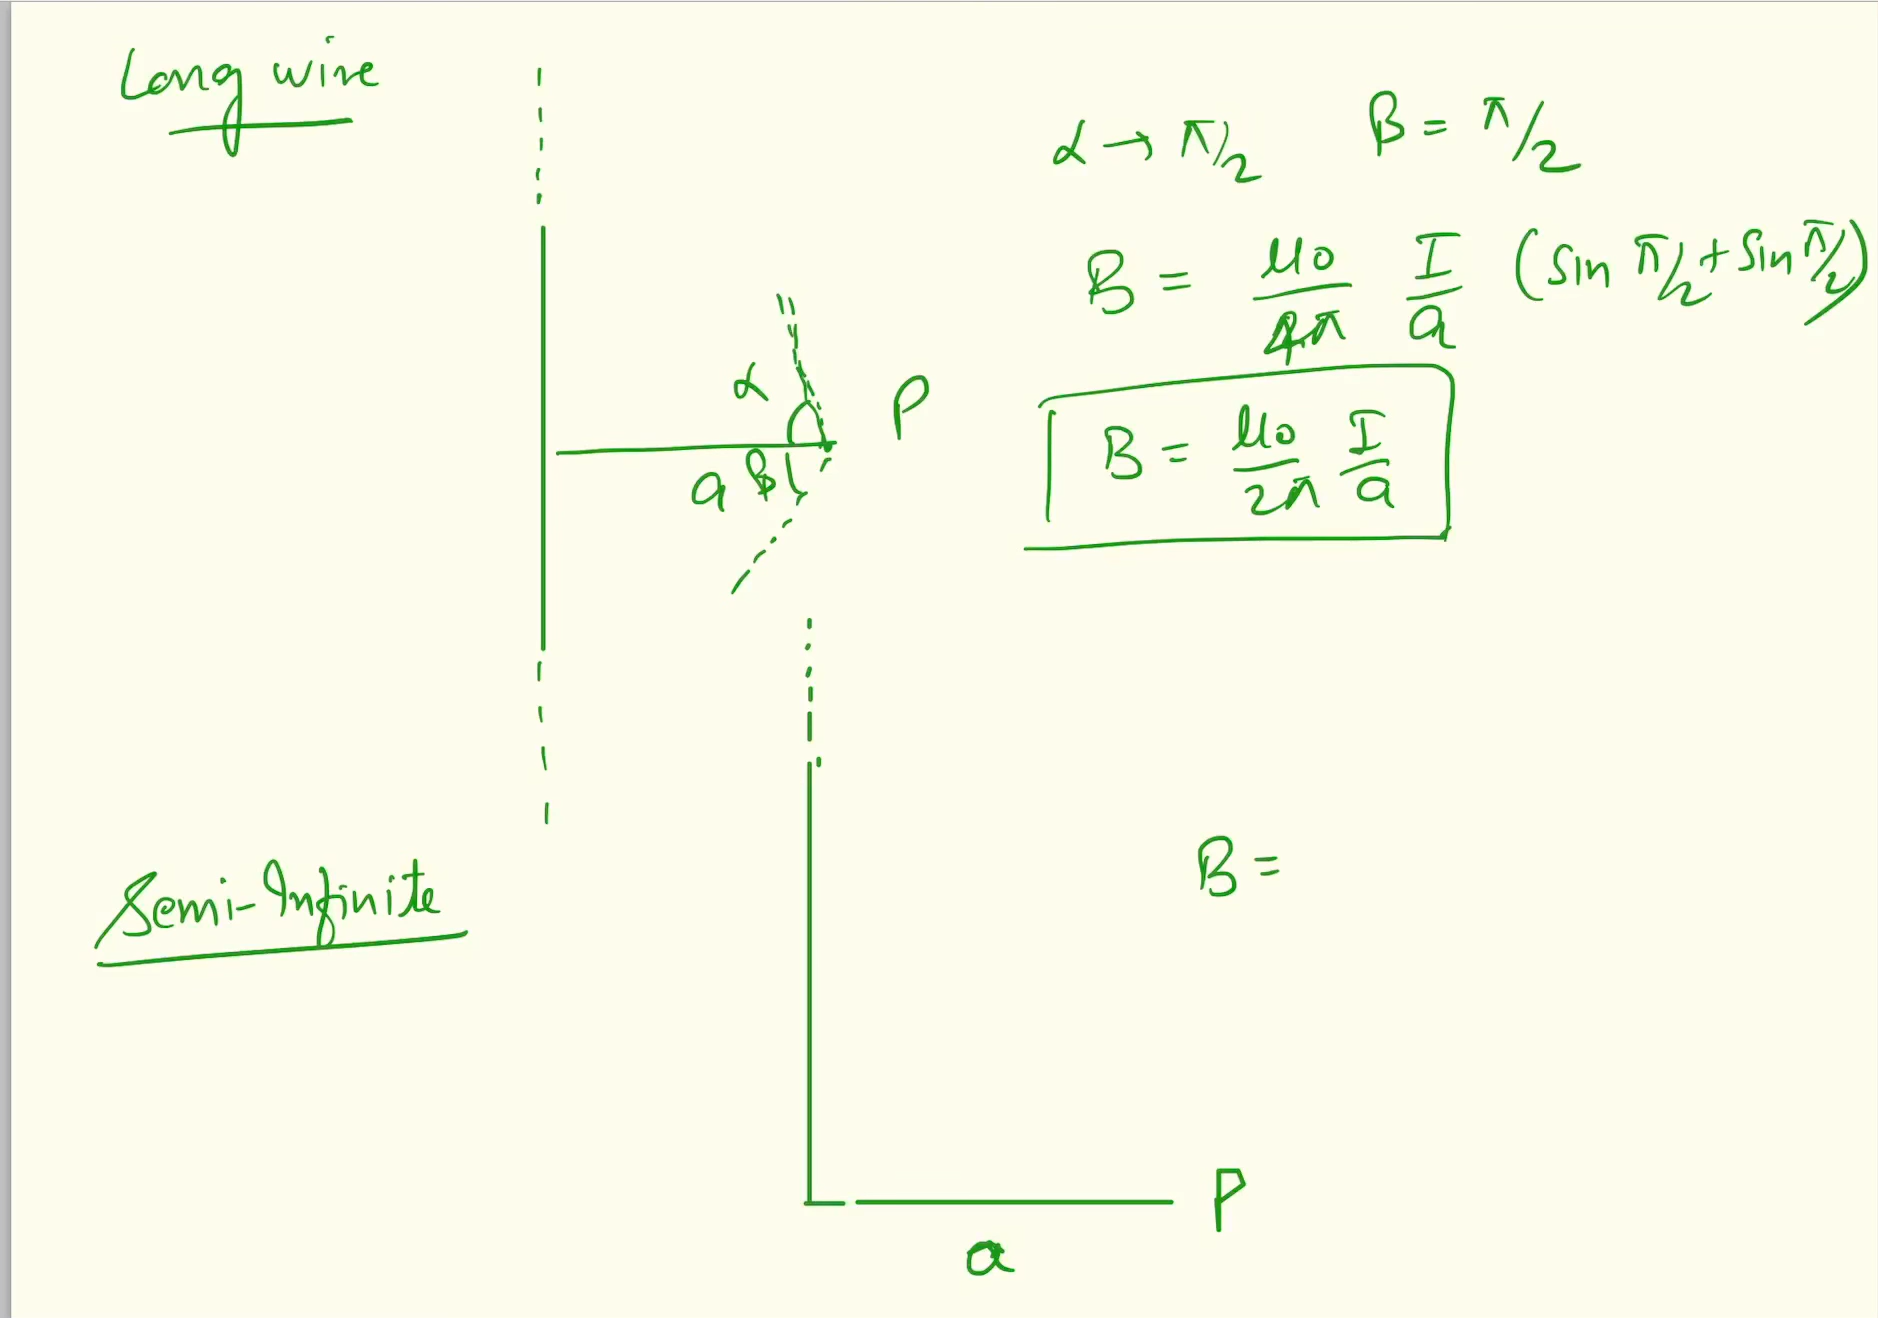 Long wire
α → π/2 B = π/2
B = μ0/4π I/a (Sin π/2 + Sin π/2)
α
P
a β
B = μ0/2π I/a
B =
Semi-Infinite
P
a